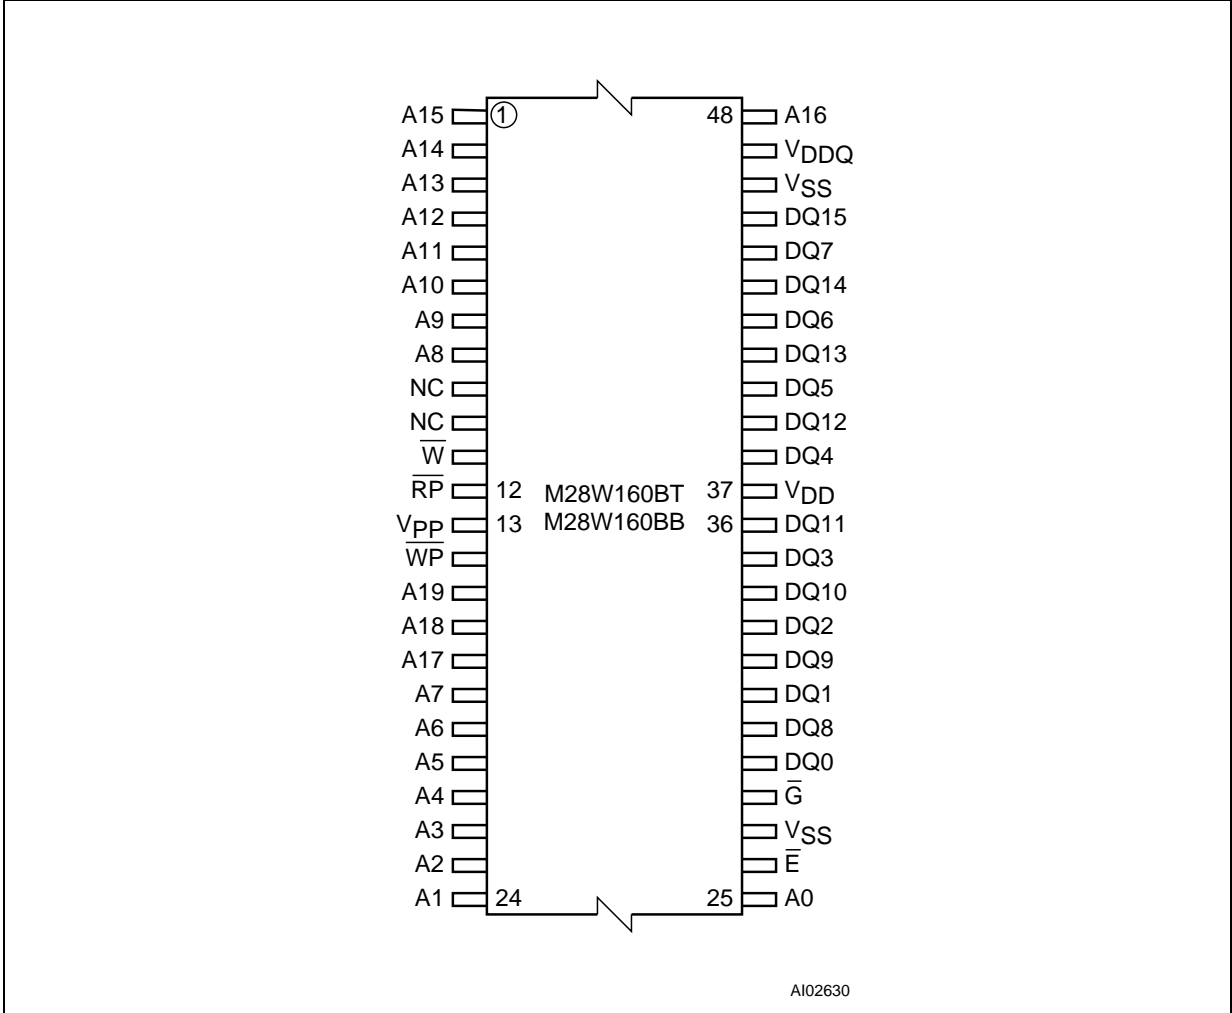 A15 1 48 A16
A14 VDDQ
A13 VSS
A12 DQ15
A11 DQ7
A10 DQ14
A9 DQ6
A8 DQ13
NC DQ5
NC DQ12
W̅ DQ4
R̅P̅ 12 M28W160BT 37 VDD
VPP 13 M28W160BB 36 DQ11
W̅P̅ DQ3
A19 DQ10
A18 DQ2
A17 DQ9
A7 DQ1
A6 DQ8
A5 DQ0
A4 G̅
A3 VSS
A2 E̅
A1 24 25 A0
AI02630